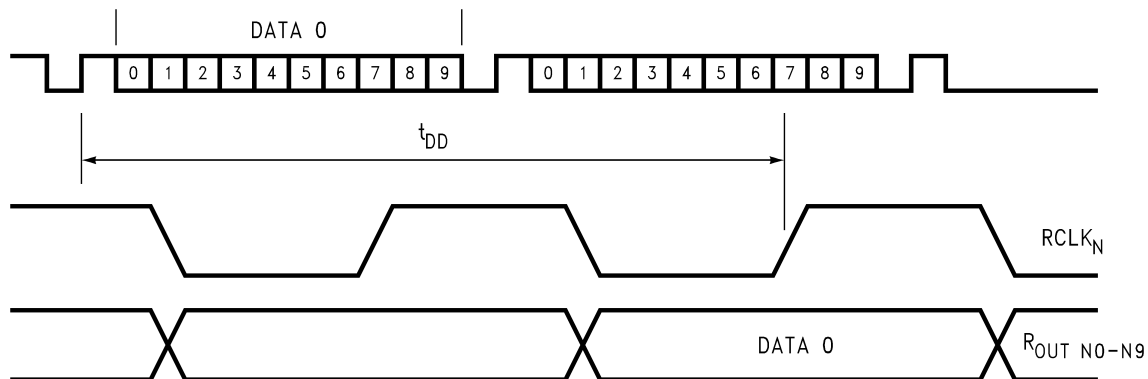 DATA 0
0 1 2 3 4 5 6 7 8 9 0 1 2 3 4 5 6 7 8 9
tDD
RCLKN
DATA 0
ROUT N0-N9